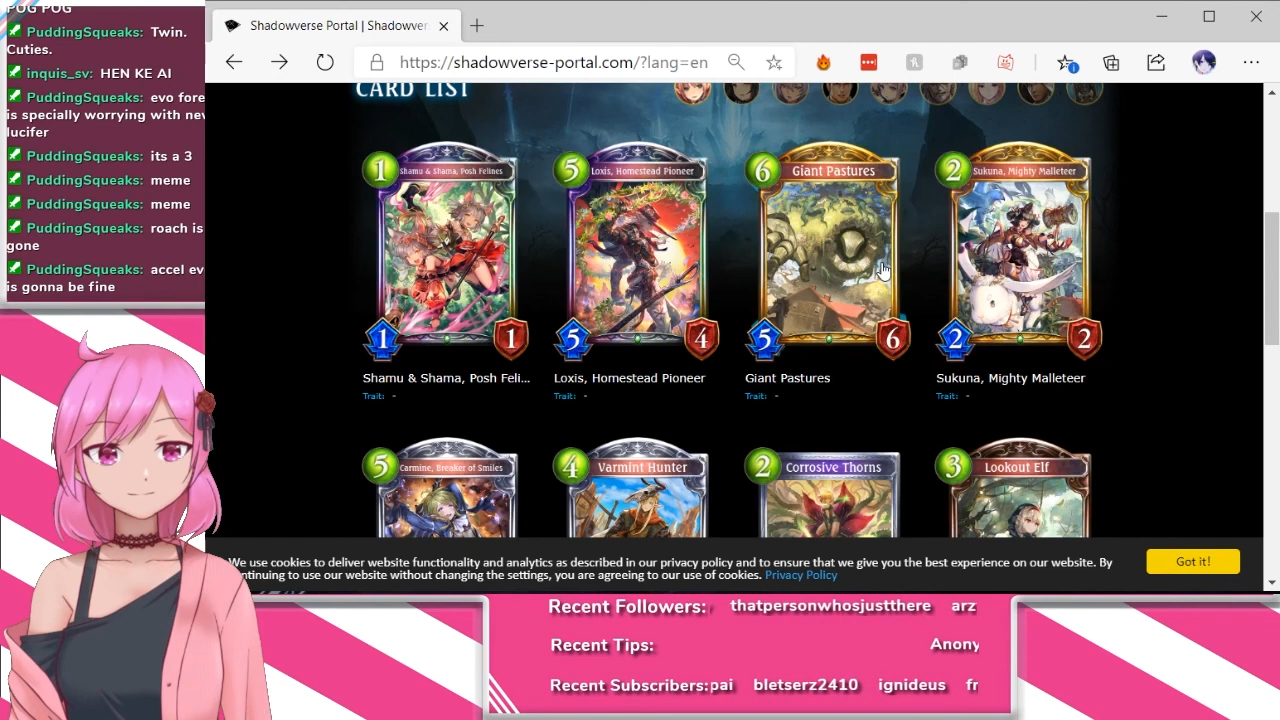 POG POG
PuddingSqueaks: Twin.
Cuties.
inquis_sv: HEN KE AI
PuddingSqueaks: evo fore
is specially worrying with new
lucifer
PuddingSqueaks: its a 3
PuddingSqueaks: meme
PuddingSqueaks: meme
PuddingSqueaks: roach is
gone
PuddingSqueaks: accel ev
is gonna be fine
Shadowverse Portal | Shadowver
https://shadowverse-portal.com/?lang=en
CARD LIST
1 Shamu & Shama, Posh Felines 1 1
5 Loxis, Homestead Pioneer 5 4
6 Giant Pastures 5 6
2 Sukuna, Mighty Malleteer 2 2
Shamu & Shama, Posh Feli...
Trait: -
Loxis, Homestead Pioneer
Trait: -
Giant Pastures
Trait: -
Sukuna, Mighty Malleteer
Trait: -
5 Carmine, Breaker of Smiles
4 Varmint Hunter
2 Corrosive Thorns
3 Lookout Elf
We use cookies to deliver website functionality and analytics as described in our privacy policy and to ensure that we give you the best experience on our website. By
ntinuing to use our website without changing the settings, you are agreeing to our use of cookies. Privacy Policy
Got it!
Recent Followers: thatpersonwhosjustthere arz
Recent Tips: Anony
Recent Subscribers: pai bletserz2410 ignideus fr